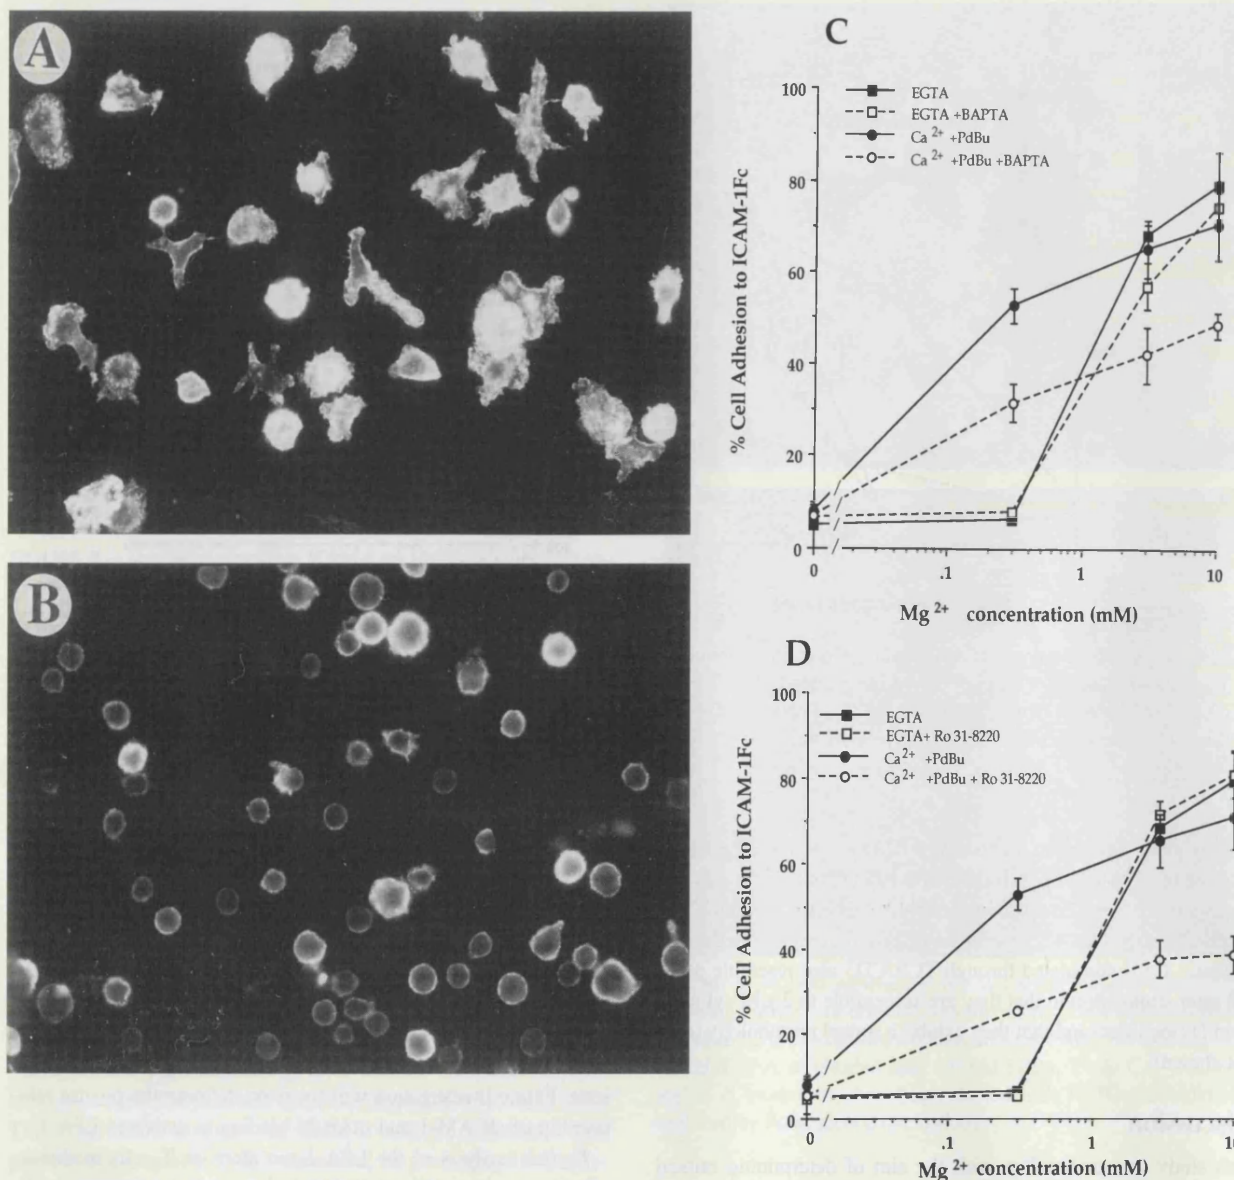 A
B
C
100
80
60
40
20
0
% Cell Adhesion to ICAM-1Fc
EGTA
EGTA +BAPTA
Ca 2+ +PdBu
Ca 2+ +PdBu +BAPTA
0 .1 1 10
Mg 2+ concentration (mM)
D
100
80
60
40
20
0
% Cell Adhesion to ICAM-1Fc
EGTA
EGTA+ Ro 31-8220
Ca 2+ +PdBu
Ca 2+ +PdBu + Ro 31-8220
0 .1 1 10
Mg 2+ concentration (mM)